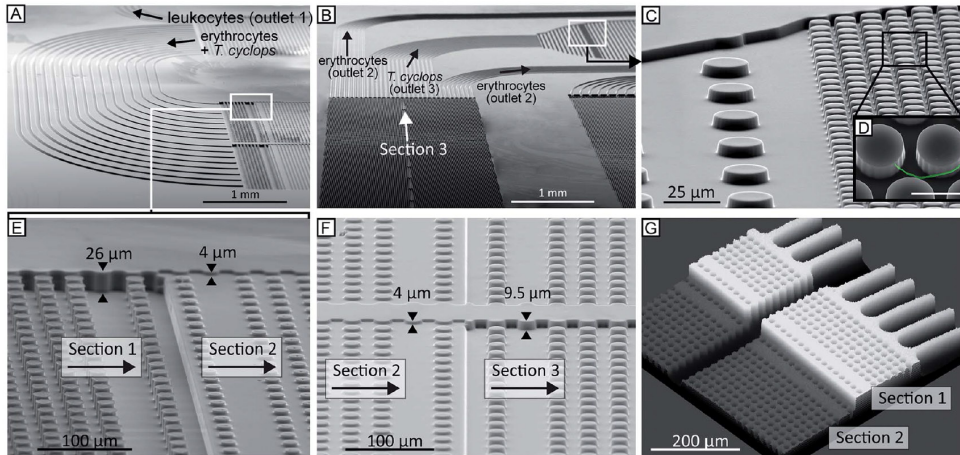 A
leukocytes (outlet 1)
erythrocytes
+ T. cyclops
1 mm
B
erythrocytes
(outlet 2)
T. cyclops
(outlet 3)
erythrocytes
(outlet 2)
Section 3
1 mm
C
25 µm
D
E
26 µm
4 µm
Section 1
Section 2
100 µm
F
4 µm
9.5 µm
Section 2
Section 3
100 µm
G
Section 1
Section 2
200 µm